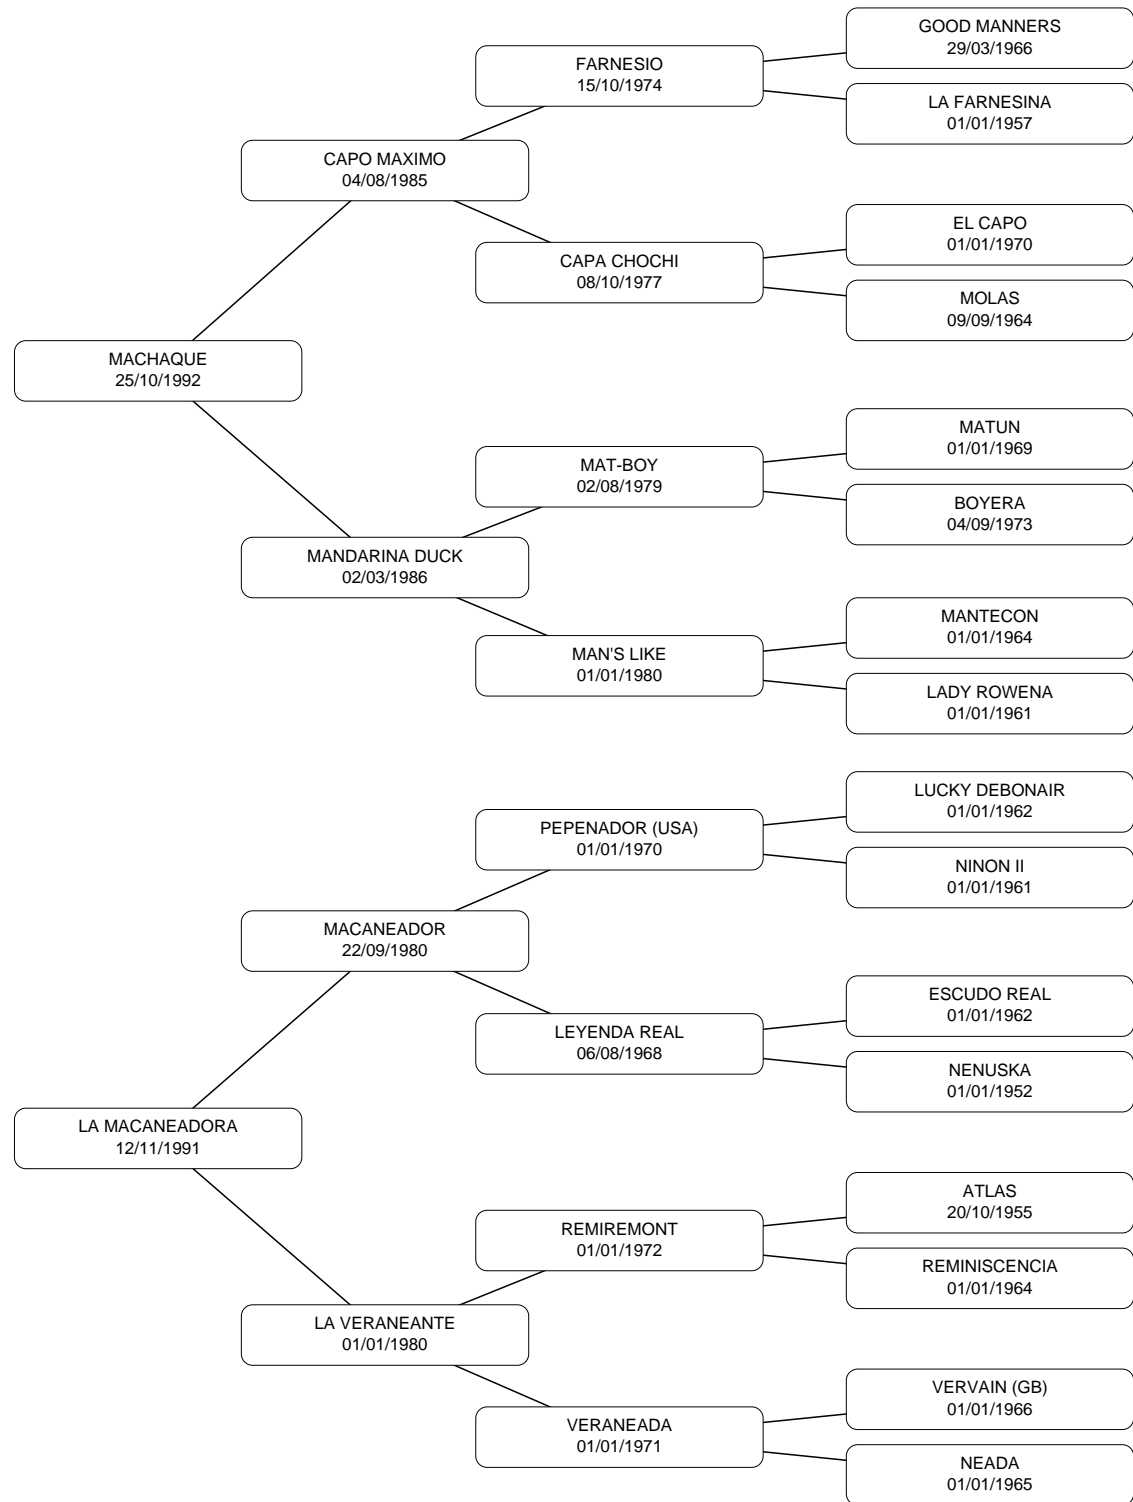 GOOD MANNERS
29/03/1966
FARNESIO
15/10/1974
LA FARNESINA
01/01/1957
CAPO MAXIMO
04/08/1985
EL CAPO
01/01/1970
CAPA CHOCHI
08/10/1977
MOLAS
09/09/1964
MACHAQUE
25/10/1992
MATUN
01/01/1969
MAT-BOY
02/08/1979
BOYERA
04/09/1973
MANDARINA DUCK
02/03/1986
MANTECON
01/01/1964
MAN'S LIKE
01/01/1980
LADY ROWENA
01/01/1961
LUCKY DEBONAIR
01/01/1962
PEPENADOR (USA)
01/01/1970
NINON II
01/01/1961
MACANEADOR
22/09/1980
ESCUDO REAL
01/01/1962
LEYENDA REAL
06/08/1968
NENUSKA
01/01/1952
LA MACANEADORA
12/11/1991
ATLAS
20/10/1955
REMIREMONT
01/01/1972
REMINISCENCIA
01/01/1964
LA VERANEANTE
01/01/1980
VERVAIN (GB)
01/01/1966
VERANEADA
01/01/1971
NEADA
01/01/1965